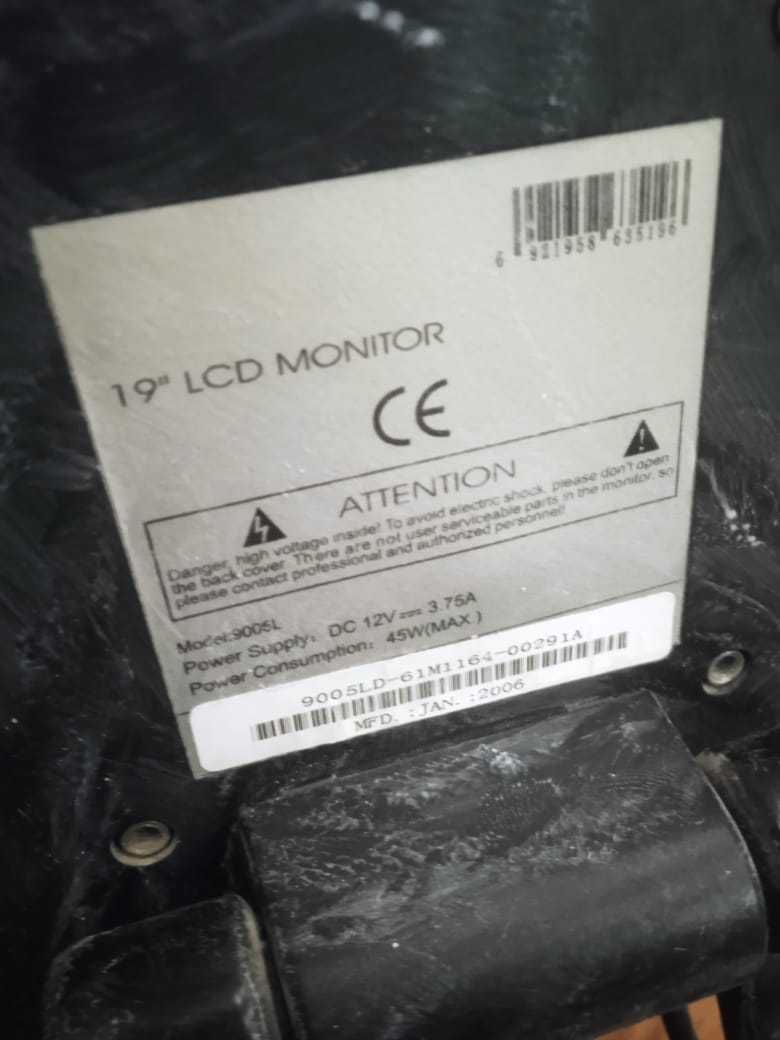 6 921958 635196
19" LCD MONITOR
CE
ATTENTION
Danger, high voltage inside! To avoid electric shock, please don't open
the back cover. There are not user serviceable parts in the monitor, so
please contact professional and authorized personnel!
Model:9005L
Power Supply: DC 12V⎓ 3.75A
Power Consumption: 45W(MAX.)
9005LD-61M1164-00291A
MFD. :JAN. :2006